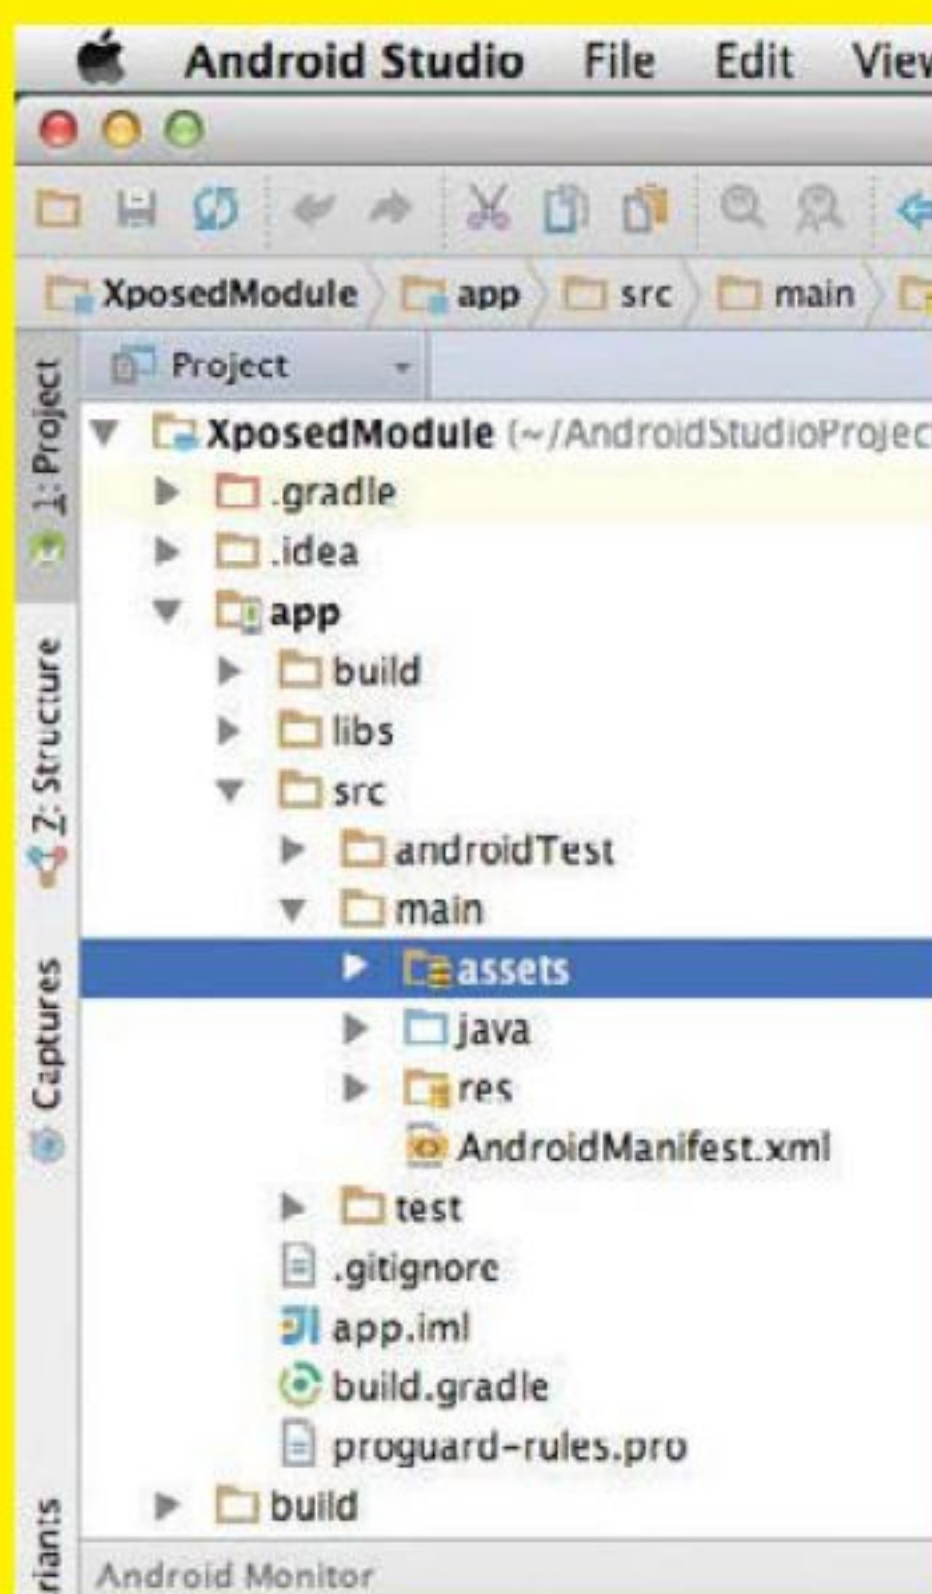 Android Studio File Edit View
XposedModule app src main
Project
XposedModule (~/AndroidStudioProjec
.gradle
.idea
app
build
libs
src
androidTest
main
assets
java
res
AndroidManifest.xml
test
.gitignore
app.iml
build.gradle
proguard-rules.pro
build
Android Monitor
1: Project
7: Structure
Captures
riants